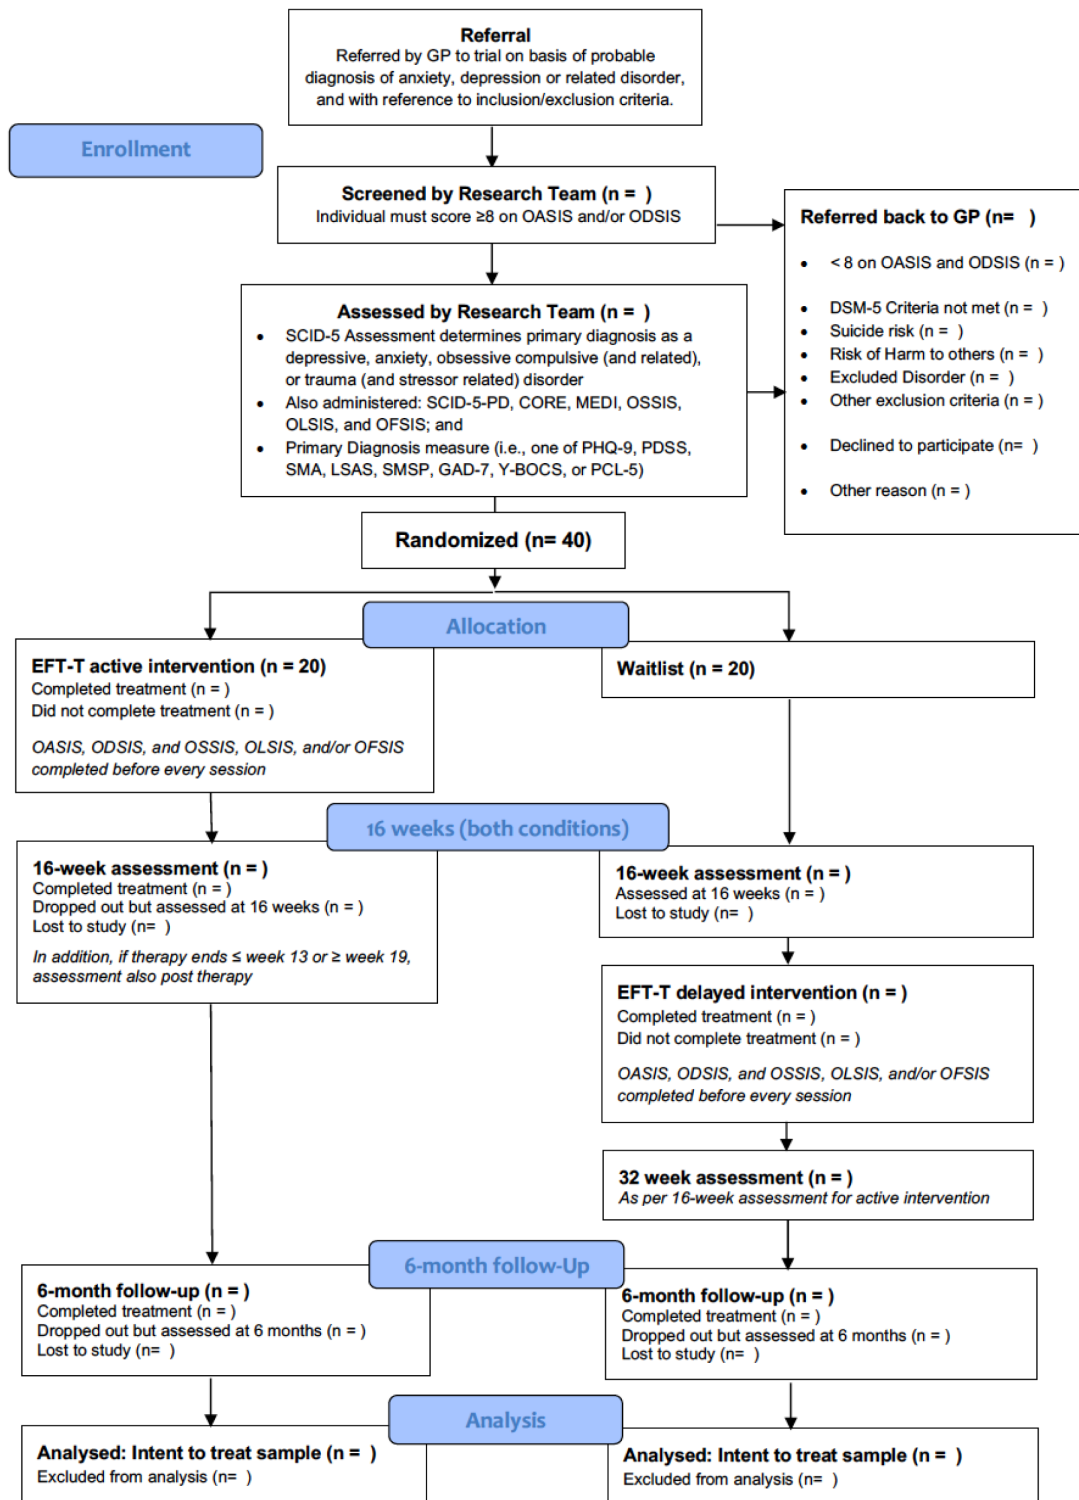 Referral
Referred by GP to trial on basis of probable
diagnosis of anxiety, depression or related disorder,
and with reference to inclusion/exclusion criteria.
Enrollment
Screened by Research Team (n =  )
Individual must score ≥8 on OASIS and/or ODSIS
Referred back to GP (n=  )
• < 8 on OASIS and ODSIS (n = )
• DSM-5 Criteria not met (n =  )
• Suicide risk (n =  )
• Risk of Harm to others (n =  )
• Excluded Disorder (n =  )
• Other exclusion criteria (n = )
• Declined to participate (n=  )
• Other reason (n = )
Assessed by Research Team (n =  )
• SCID-5 Assessment determines primary diagnosis as a
depressive, anxiety, obsessive compulsive (and related),
or trauma (and stressor related) disorder
• Also administered: SCID-5-PD, CORE, MEDI, OSSIS,
OLSIS, and OFSIS; and
• Primary Diagnosis measure (i.e., one of PHQ-9, PDSS,
SMA, LSAS, SMSP, GAD-7, Y-BOCS, or PCL-5)
Randomized (n= 40)
Allocation
EFT-T active intervention (n = 20)
Completed treatment (n = )
Did not complete treatment (n = )
OASIS, ODSIS, and OSSIS, OLSIS, and/or OFSIS
completed before every session
Waitlist (n = 20)
16 weeks (both conditions)
16-week assessment (n = )
Completed treatment (n = )
Dropped out but assessed at 16 weeks (n = )
Lost to study (n=  )
In addition, if therapy ends ≤ week 13 or ≥ week 19,
assessment also post therapy
16-week assessment (n = )
Assessed at 16 weeks (n = )
Lost to study (n=  )
EFT-T delayed intervention (n = )
Completed treatment (n = )
Did not complete treatment (n = )
OASIS, ODSIS, and OSSIS, OLSIS, and/or OFSIS
completed before every session
32 week assessment (n = )
As per 16-week assessment for active intervention
6-month follow-Up
6-month follow-up (n = )
Completed treatment (n = )
Dropped out but assessed at 6 months (n = )
Lost to study (n=  )
6-month follow-up (n = )
Completed treatment (n = )
Dropped out but assessed at 6 months (n = )
Lost to study (n=  )
Analysis
Analysed: Intent to treat sample (n =  )
Excluded from analysis (n=  )
Analysed: Intent to treat sample (n =  )
Excluded from analysis (n=  )